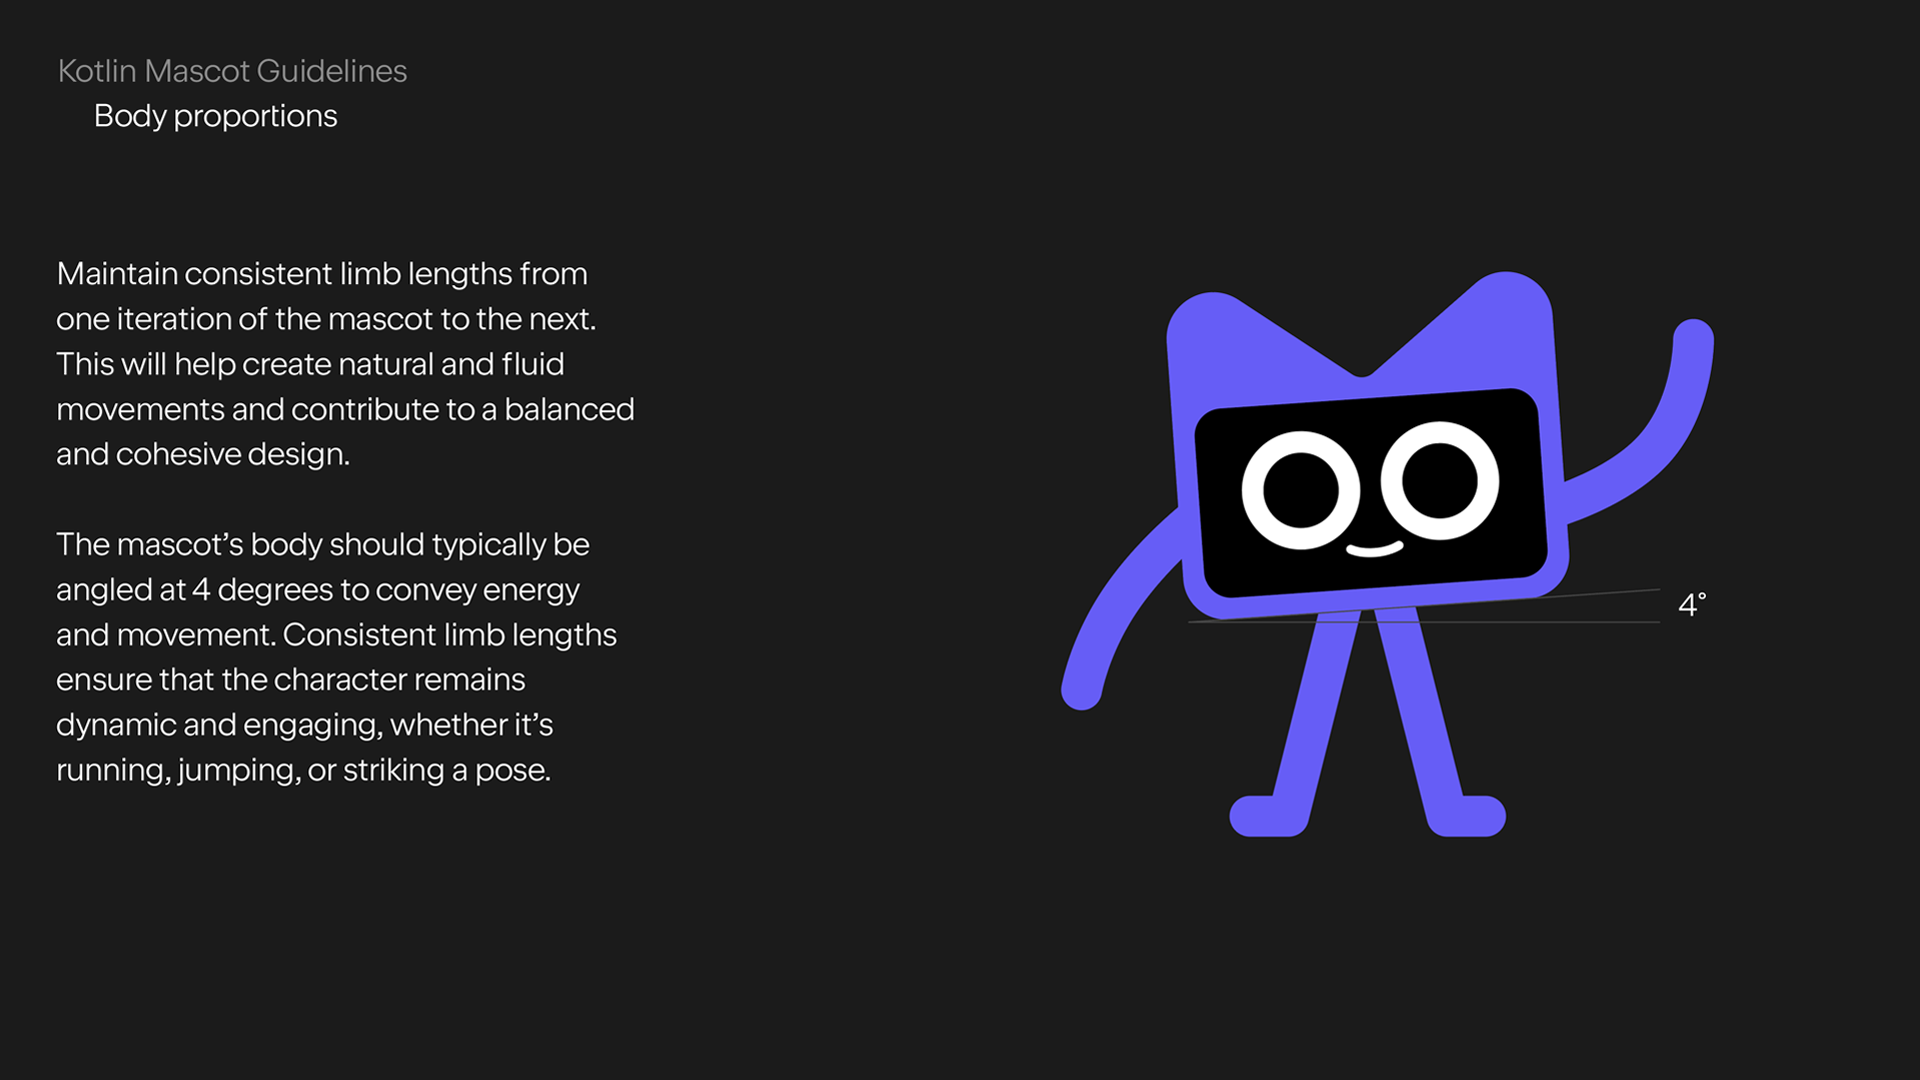 Kotlin Mascot Guidelines
Body proportions
Maintain consistent limb lengths from
one iteration of the mascot to the next.
This will help create natural and fluid
movements and contribute to a balanced
and cohesive design.
The mascot’s body should typically be
angled at 4 degrees to convey energy
and movement. Consistent limb lengths
ensure that the character remains
dynamic and engaging, whether it’s
running, jumping, or striking a pose.
4°